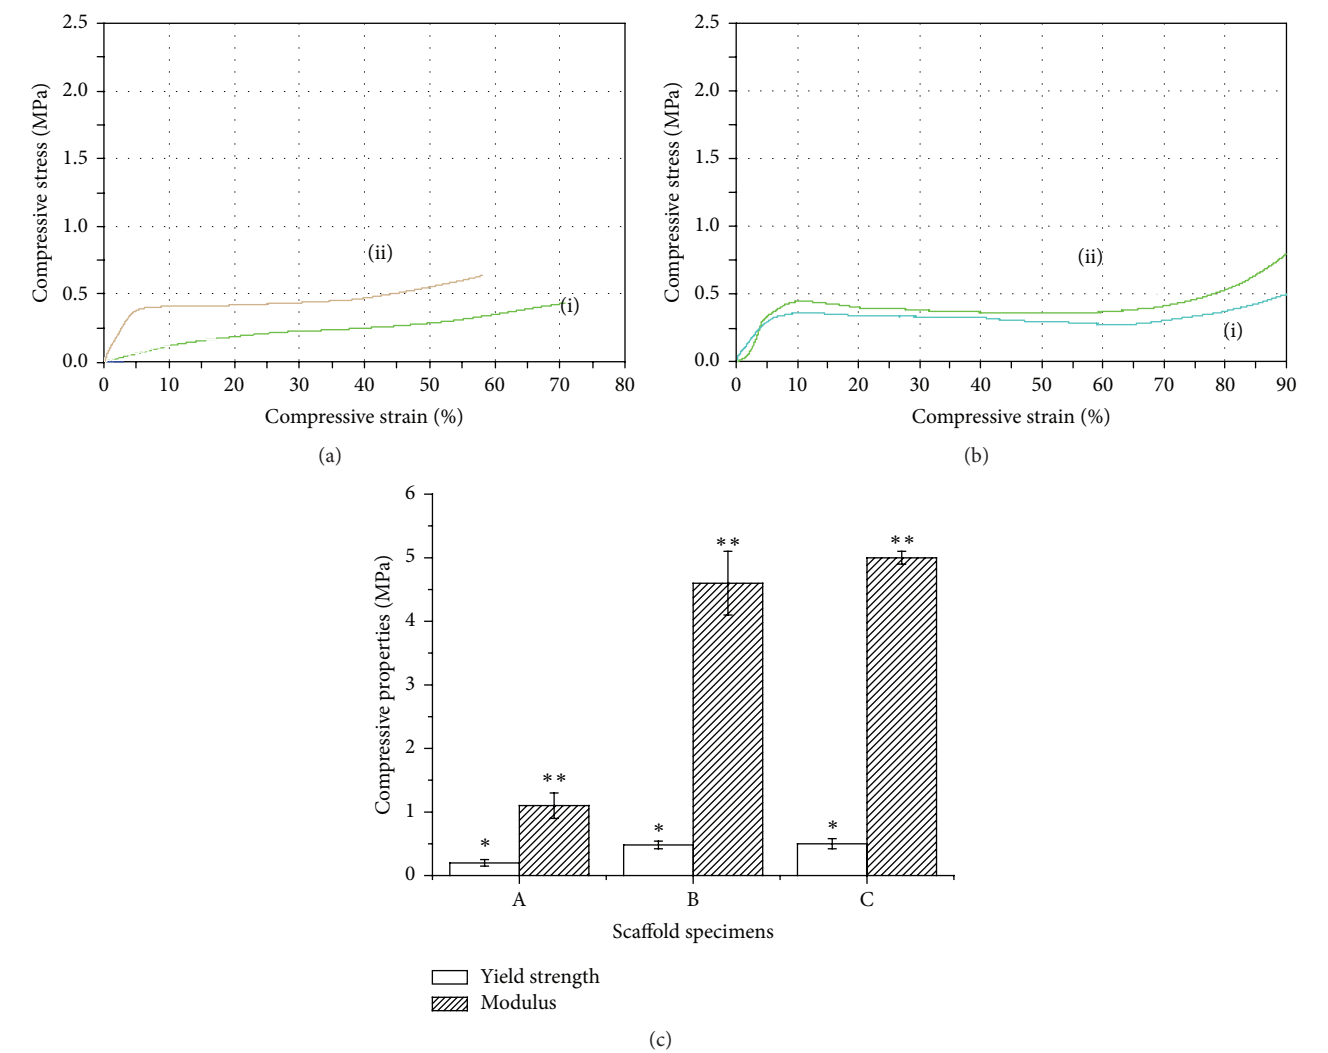 2.5
2.0
1.5
1.0
0.5
0.0
Compressive stress (MPa)
(ii)
(i)
0 10 20 30 40 50 60 70 80
Compressive strain (%)
(a)
2.5
2.0
1.5
1.0
0.5
0.0
Compressive stress (MPa)
(ii)
(i)
0 10 20 30 40 50 60 70 80 90
Compressive strain (%)
(b)
6
5
4
3
2
1
0
Compressive properties (MPa)
* ** * ** * **
A B C
Scaffold specimens
Yield strength
Modulus
(c)